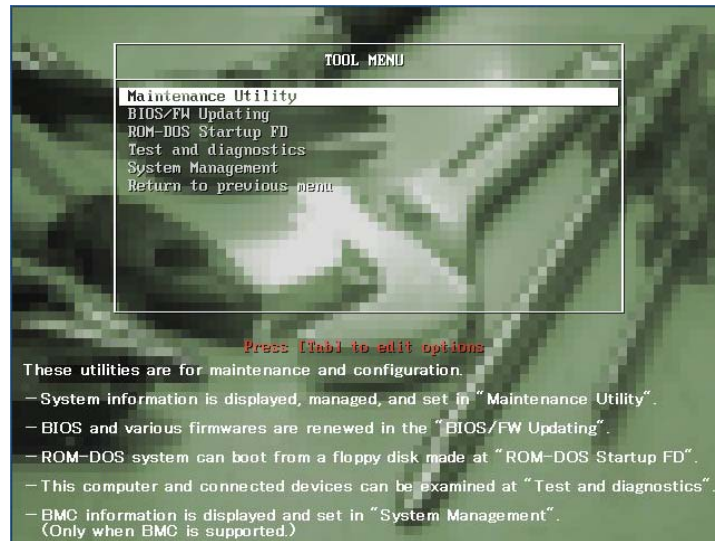 TOOL MENU
Maintenance Utility
BIOS/FW Updating
ROM-DOS Startup FD
Test and diagnostics
System Management
Return to previous menu
Press [Tab] to edit options
These utilities are for maintenance and configuration.
－System information is displayed, managed, and set in "Maintenance Utility".
－BIOS and various firmwares are renewed in the "BIOS/FW Updating".
－ROM-DOS system can boot from a floppy disk made at "ROM-DOS Startup FD".
－This computer and connected devices can be examined at "Test and diagnostics".
－BMC information is displayed and set in "System Management".
(Only when BMC is supported.)